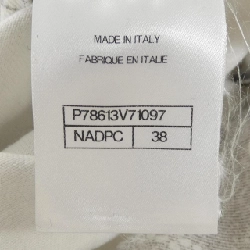 MADE IN ITALY
FABRIQUE EN ITALIE
P78613V71097
NADPC 38